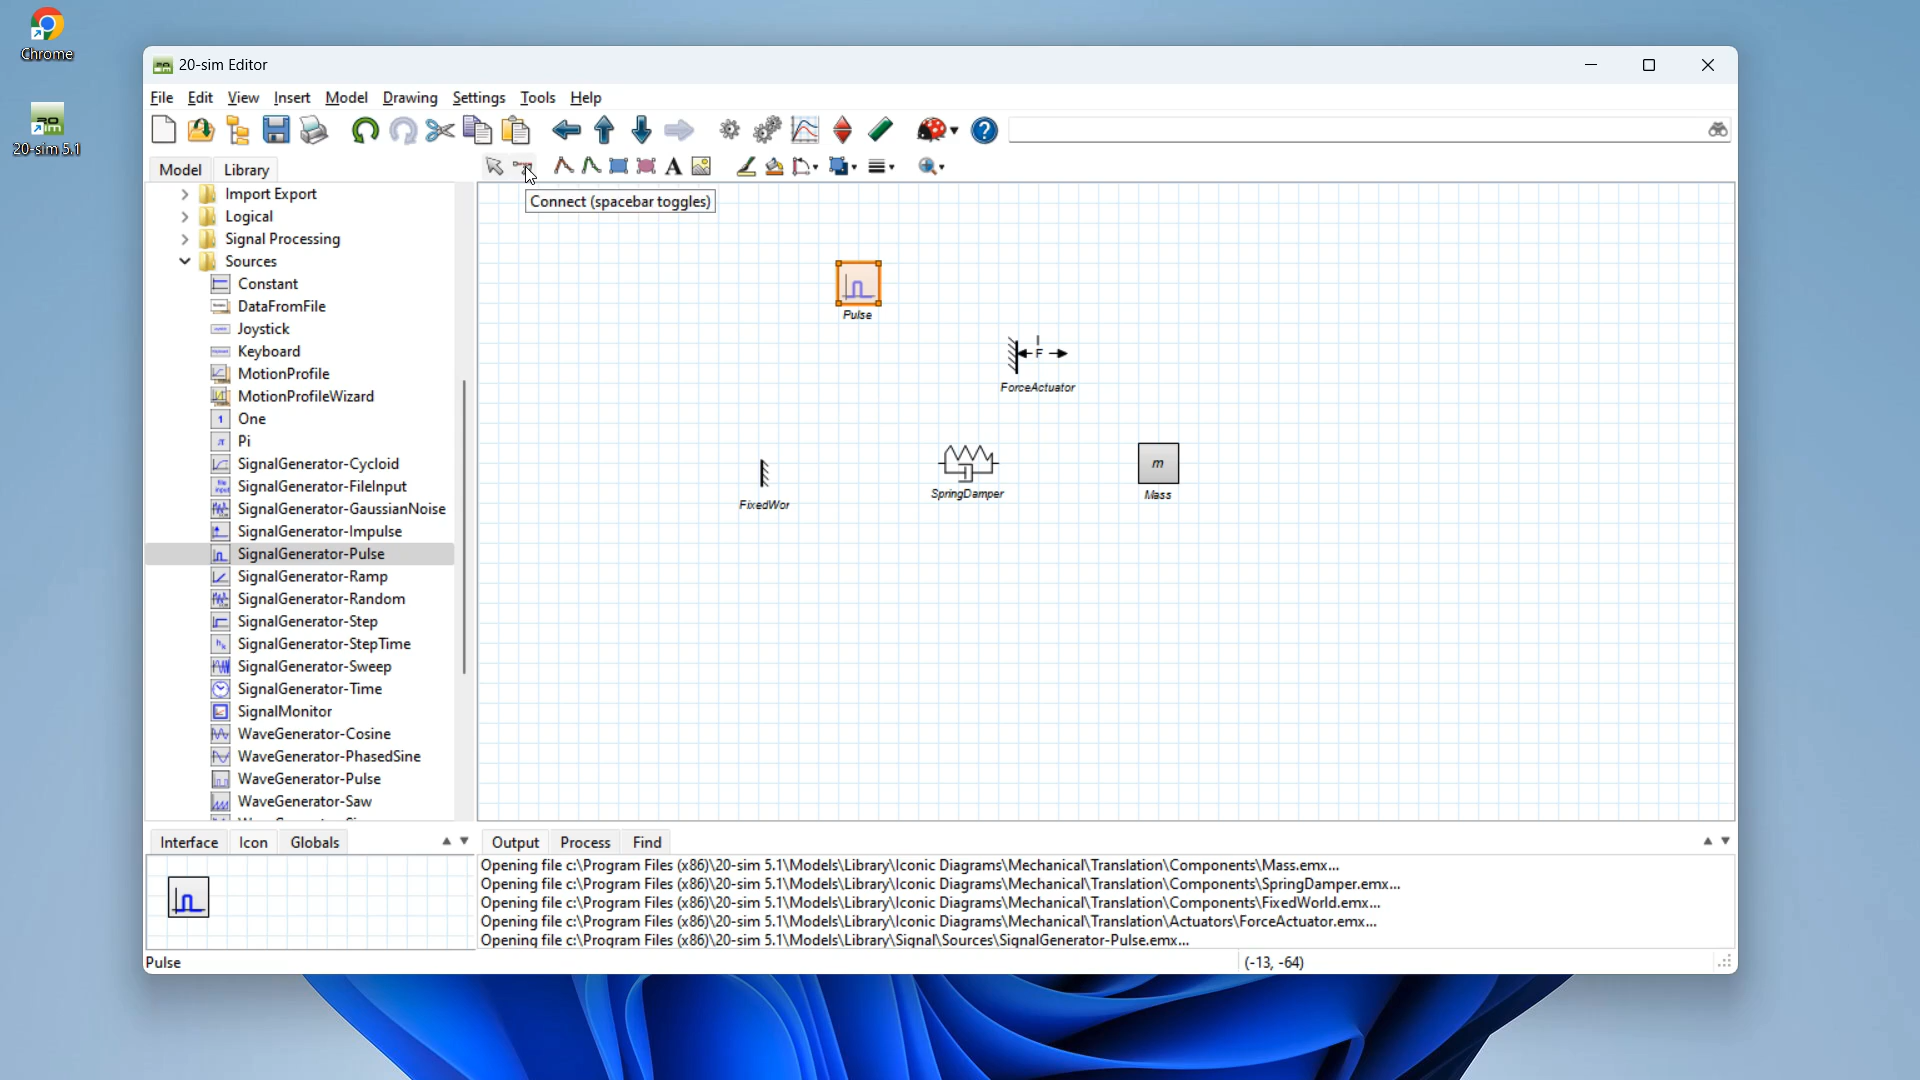 Chrome
20-sim 5.1
20-sim Editor
File Edit View Insert Model Drawing Settings Tools Help
Model Library
Connect (spacebar toggles)
Import Export
Logical
Signal Processing
Sources
Constant
DataFromFile
Joystick
Keyboard
MotionProfile
MotionProfileWizard
One
Pi
SignalGenerator-Cycloid
SignalGenerator-FileInput
SignalGenerator-GaussianNoise
SignalGenerator-Impulse
SignalGenerator-Pulse
SignalGenerator-Ramp
SignalGenerator-Random
SignalGenerator-Step
SignalGenerator-StepTime
SignalGenerator-Sweep
SignalGenerator-Time
SignalMonitor
WaveGenerator-Cosine
WaveGenerator-PhasedSine
WaveGenerator-Pulse
WaveGenerator-Saw
Pulse
F
ForceActuator
FixedWor
SpringDamper
m
Mass
Interface Icon Globals
Output Process Find
Opening file c:\Program Files (x86)\20-sim 5.1\Models\Library\Iconic Diagrams\Mechanical\Translation\Components\Mass.emx...
Opening file c:\Program Files (x86)\20-sim 5.1\Models\Library\Iconic Diagrams\Mechanical\Translation\Components\SpringDamper.emx...
Opening file c:\Program Files (x86)\20-sim 5.1\Models\Library\Iconic Diagrams\Mechanical\Translation\Components\FixedWorld.emx...
Opening file c:\Program Files (x86)\20-sim 5.1\Models\Library\Iconic Diagrams\Mechanical\Translation\Actuators\ForceActuator.emx...
Opening file c:\Program Files (x86)\20-sim 5.1\Models\Library\Signal\Sources\SignalGenerator-Pulse.emx...
Pulse
(-13, -64)